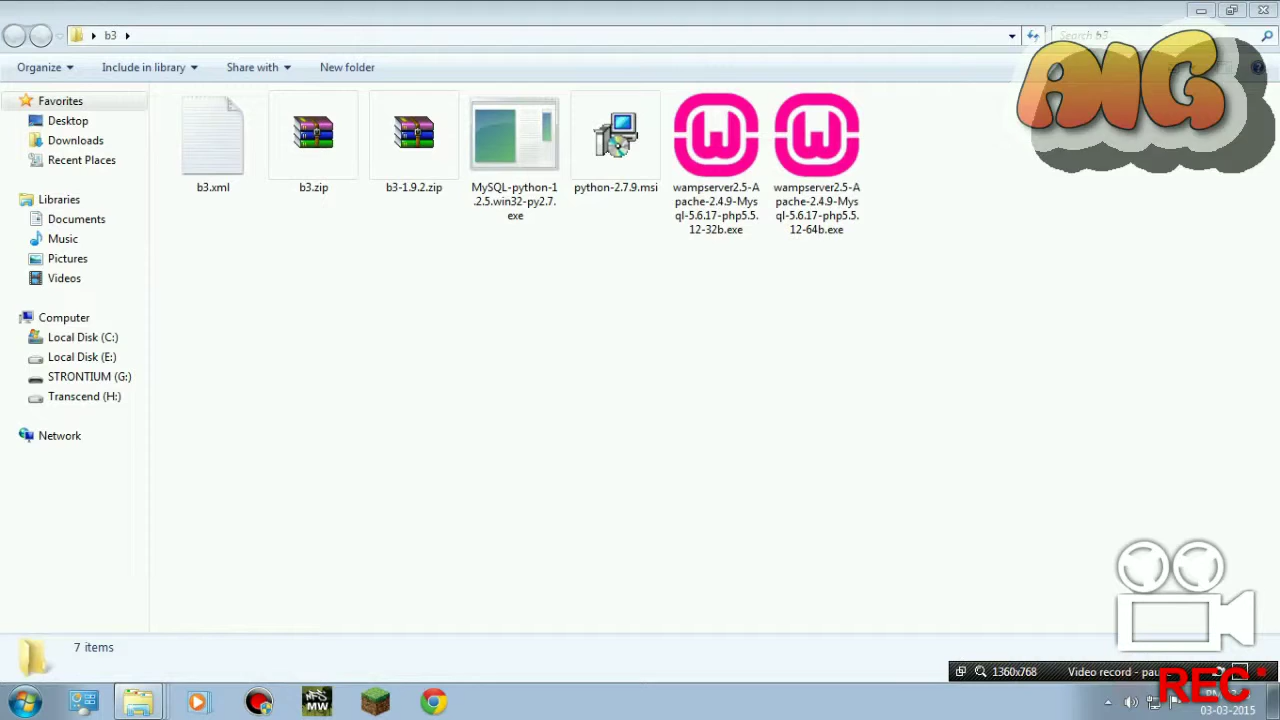 b3
Search b3
AIG
Organize
Include in library
Share with
New folder
Favorites
Desktop
Downloads
Recent Places
Libraries
Documents
Music
Pictures
Videos
Computer
Local Disk (C:)
Local Disk (E:)
STRONTIUM (G:)
Transcend (H:)
Network
b3.xml
b3.zip
b3-1.9.2.zip
MySQL-python-1
.2.5.win32-py2.7.
exe
python-2.7.9.msi
wampserver2.5-A
pache-2.4.9-Mys
ql-5.6.17-php5.5.
12-32b.exe
wampserver2.5-A
pache-2.4.9-Mys
ql-5.6.17-php5.5.
12-64b.exe
7 items
1360x768
Video record - pau
REC
MW
03-03-2015